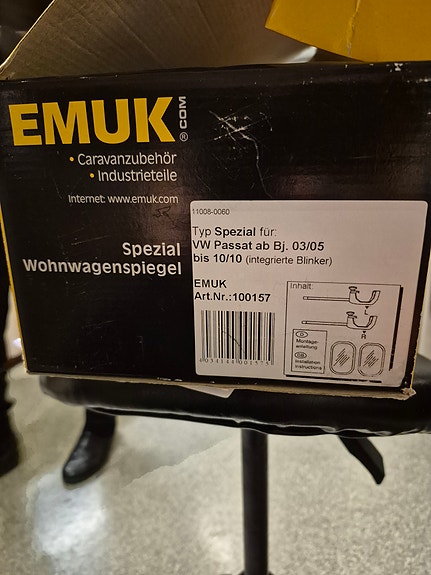 EMUK®.COM
• Caravanzubehör
• Industrieteile
Internet: www.emuk.com
Spezial
Wohnwagenspiegel
11008-0060
Typ Spezial für:
VW Passat ab Bj. 03/05
bis 10/10 (integrierte Blinker)
EMUK
Art.Nr.:100157
Inhalt:
L
R
D
Montage-
anleitung
GB
Installation
instructions